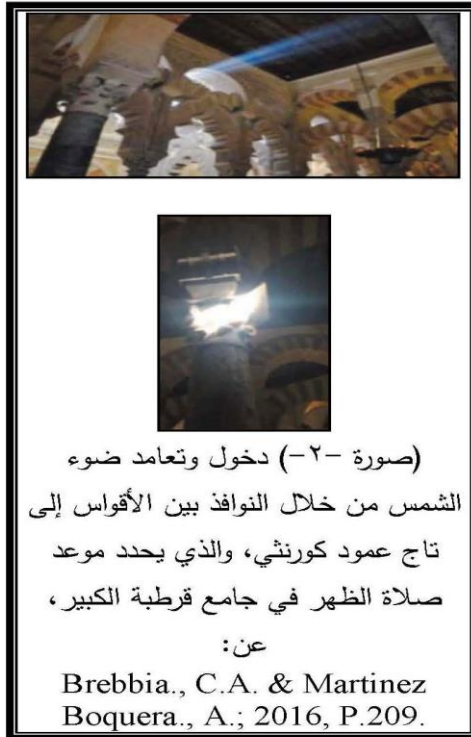 (صورة -٢-) دخول وتعامد ضوء
الشمس من خلال النوافذ بين الأقواس إلى
تاج عمود كورنثي، والذي يحدد موعد
صلاة الظهر في جامع قرطبة الكبير،
عن:
Brebbia., C.A. & Martinez
Boquera., A.; 2016, P.209.